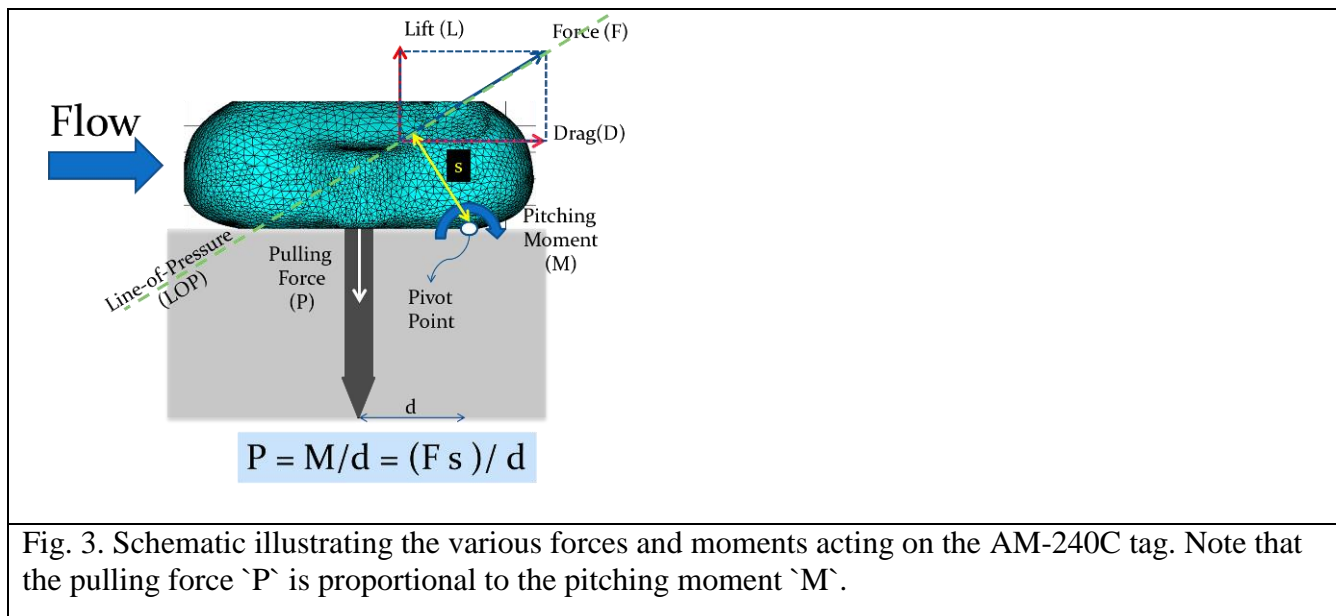 Lift (L)
Force (F)
Flow
Drag(D)
s
Pitching
Moment
(M)
Line-of-Pressure
(LOP)
Pulling
Force
(P)
Pivot
Point
d
P = M/d = (F s )/ d
Fig. 3. Schematic illustrating the various forces and moments acting on the AM-240C tag. Note that
the pulling force `P` is proportional to the pitching moment `M`.